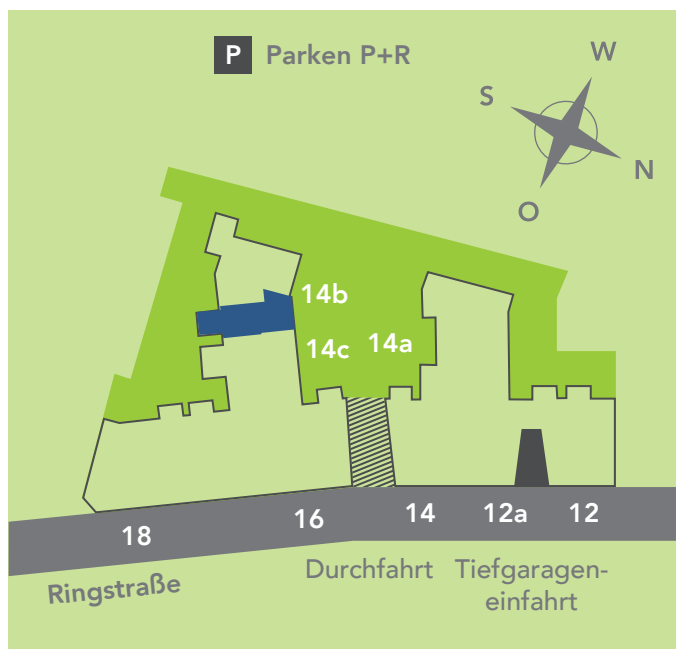 P Parken P+R
W
S
N
O
14b
14c
14a
18
16
14
12a
12
Ringstraße
Durchfahrt
Tiefgaragen-
einfahrt